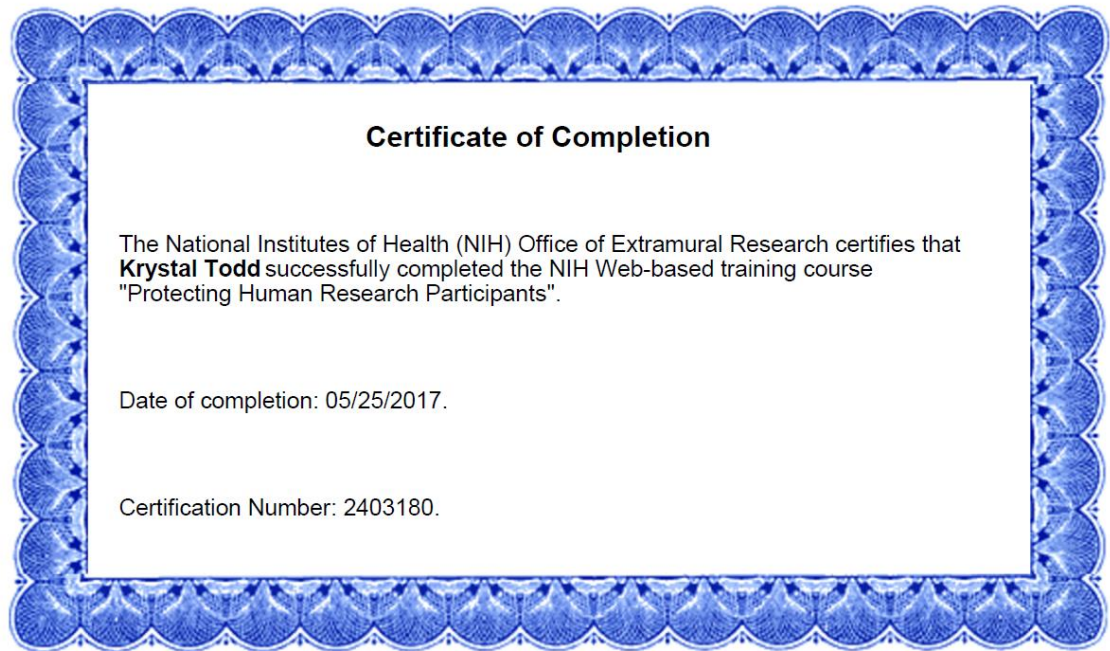 Certificate of Completion
The National Institutes of Health (NIH) Office of Extramural Research certifies that
Krystal Todd successfully completed the NIH Web-based training course
"Protecting Human Research Participants".
Date of completion: 05/25/2017.
Certification Number: 2403180.